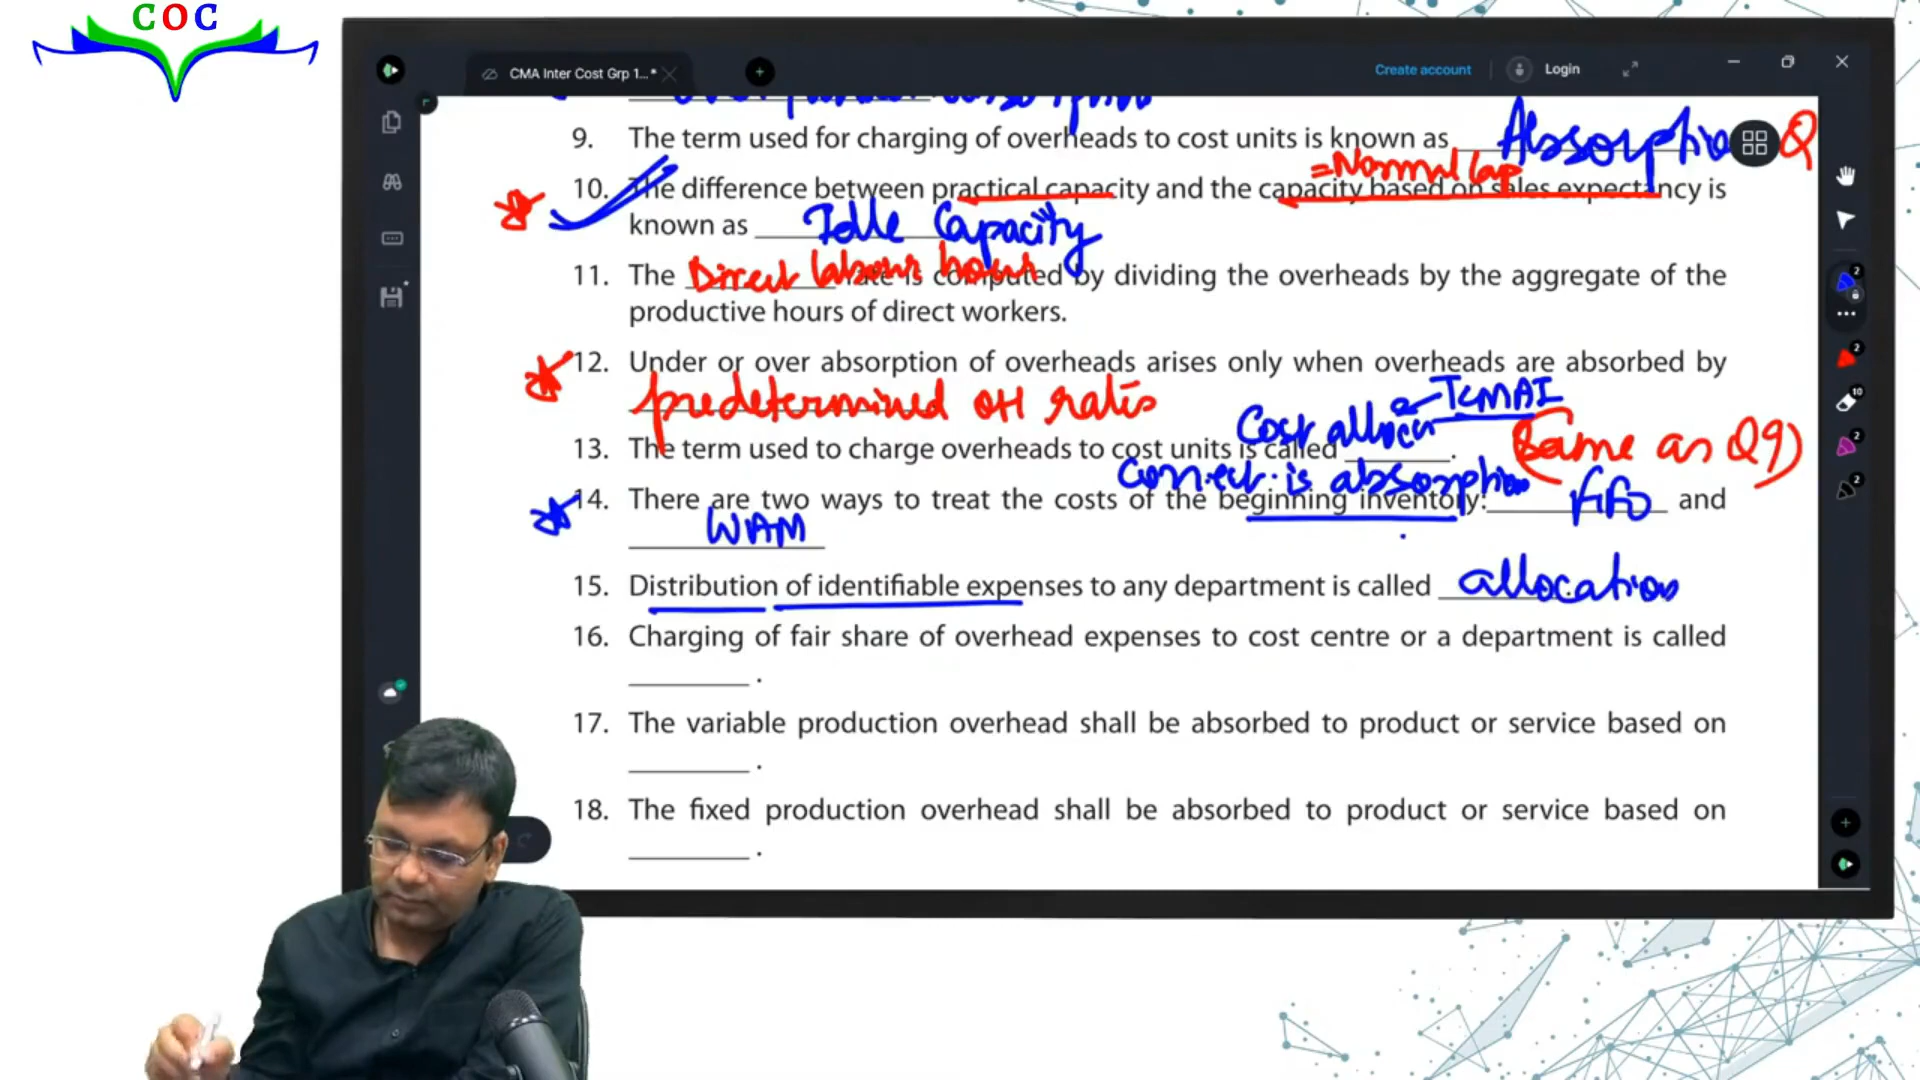 COC
CMA Inter Cost Grp 1...*
Create account
Login
9. The term used for charging of overheads to cost units is known as Absorption Q
=Normal Cap
10. The difference between practical capacity and the capacity based on sales expectancy is
known as Idle Capacity
11. The Direct labour hour rate is computed by dividing the overheads by the aggregate of the
productive hours of direct workers.
12. Under or over absorption of overheads arises only when overheads are absorbed by
predetermined OH rates
13. The term used to charge overheads to cost units is called ________.
(Same as Q9)
correct is absorption
14. There are two ways to treat the costs of the beginning inventory: FIFO and
WAM
15. Distribution of identifiable expenses to any department is called allocation
16. Charging of fair share of overhead expenses to cost centre or a department is called
________ .
17. The variable production overhead shall be absorbed to product or service based on
________ .
18. The fixed production overhead shall be absorbed to product or service based on
________ .